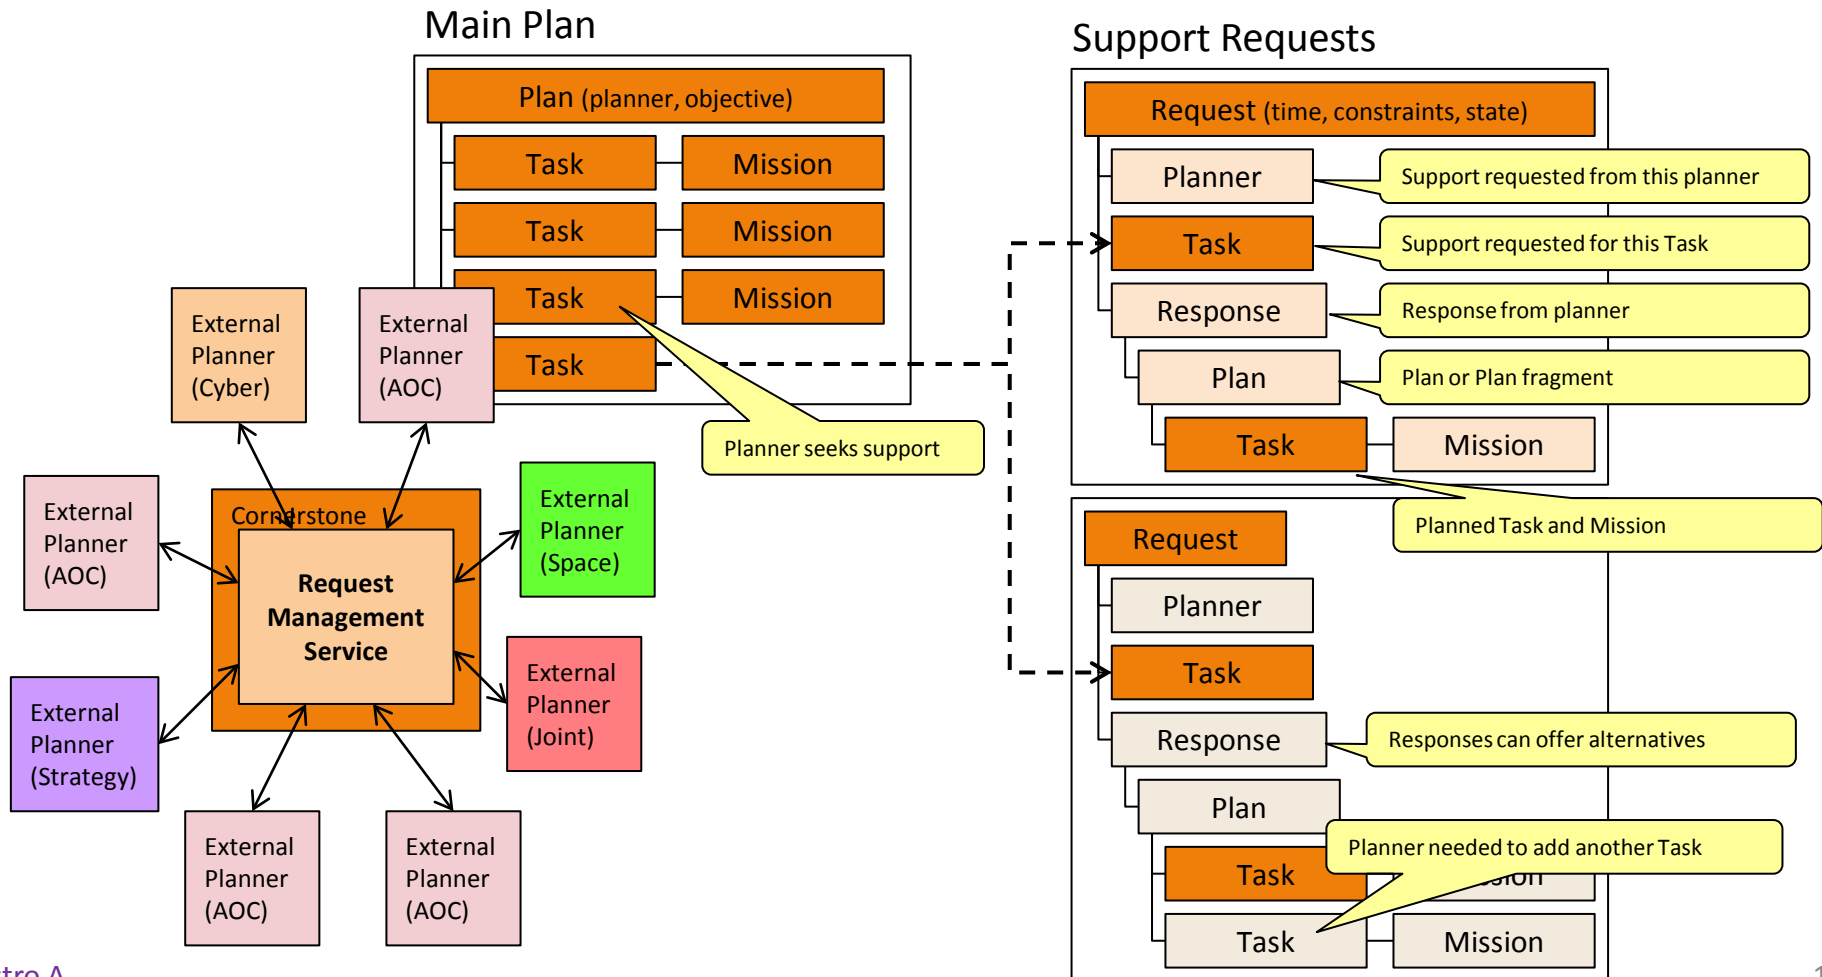 Main Plan
Plan (planner, objective)
Task
Mission
Task
Mission
Task
Mission
Task
Planner seeks support
External
Planner
(Cyber)
External
Planner
(AOC)
External
Planner
(AOC)
Cornerstone
Request
Management
Service
External
Planner
(Space)
External
Planner
(Joint)
External
Planner
(Strategy)
External
Planner
(AOC)
External
Planner
(AOC)
Support Requests
Request (time, constraints, state)
Planner
Support requested from this planner
Task
Support requested for this Task
Response
Response from planner
Plan
Plan or Plan fragment
Task
Mission
Planned Task and Mission
Request
Planner
Task
Response
Responses can offer alternatives
Plan
Planner needed to add another Task
Task
Task
Mission